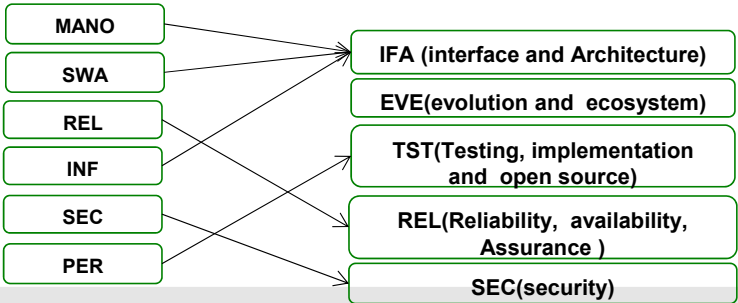 MANO
SWA
REL
INF
SEC
PER
IFA (interface and Architecture)
EVE(evolution and ecosystem)
TST(Testing, implementation
and open source)
REL(Reliability, availability,
Assurance )
SEC(security)